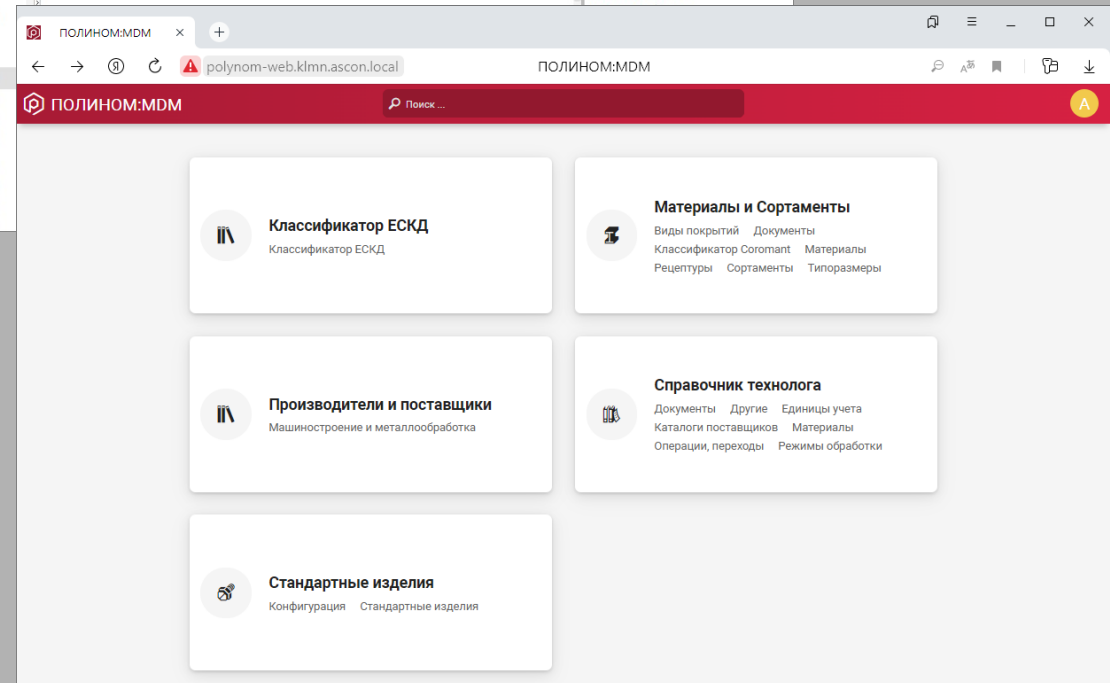 ПОЛИНОМ:MDM
polynom-web.klmn.ascon.local
ПОЛИНОМ:MDM
ПОЛИНОМ:MDM
Поиск ...
А
Классификатор ЕСКД
Классификатор ЕСКД
Материалы и Сортаменты
Виды покрытий Документы
Классификатор Coromant Материалы
Рецептуры Сортаменты Типоразмеры
Производители и поставщики
Машиностроение и металлообработка
Справочник технолога
Документы Другие Единицы учета
Каталоги поставщиков Материалы
Операции, переходы Режимы обработки
Стандартные изделия
Конфигурация Стандартные изделия